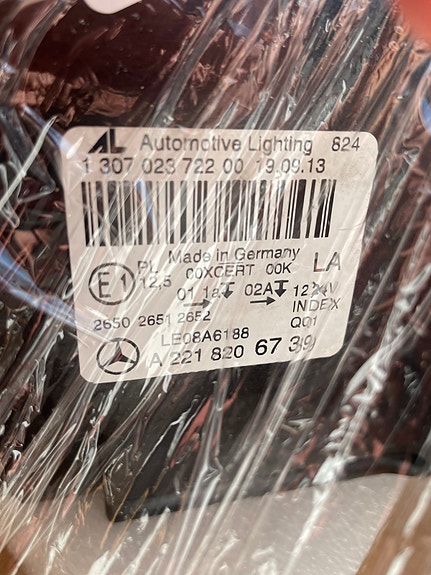 AL Automotive Lighting 824
1 307 023 722 00 19.09.13
Made in Germany
E1 PL 00XCERT 00K LA
12,5
01 1a 02A 12
INDEX
2650 2651 2652 Q01
LE08A6188
A 221 820 67 39